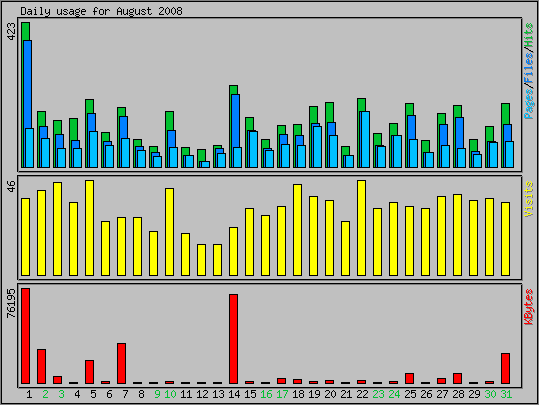 Daily usage for August 2008
423
Pages/Files/Hits
46
Visits
76195
KBytes
1 2 3 4 5 6 7 8 9 10 11 12 13 14 15 16 17 18 19 20 21 22 23 24 25 26 27 28 29 30 31